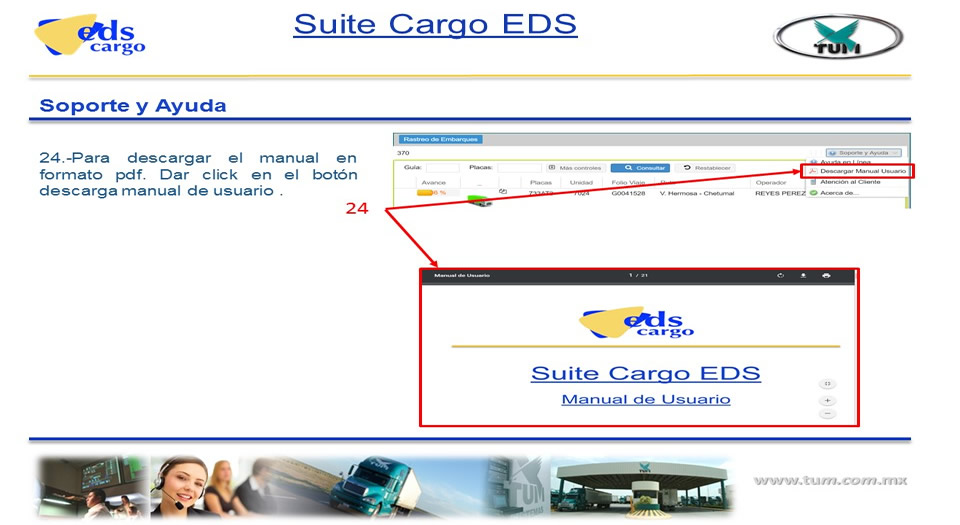 eds
cargo
Suite Cargo EDS
TUM
Soporte y Ayuda
24.-Para descargar el manual en
formato pdf. Dar click en el botón
descarga manual de usuario .
24
Rastreo de Embarques
370
Soporte y Ayuda
Guía: Placas: Más controles Consultar Restablecer
Ayuda en Línea
Descargar Manual Usuario
Avance ... Placas Unidad Folio Viaje Operador
Atención al Cliente
7024 G0041528 V. Hermosa - Chetumal REYES PEREZ
Acerca de...
Manual de Usuario 1 / 21
eds
cargo
Suite Cargo EDS
Manual de Usuario
TUM
www.tum.com.mx